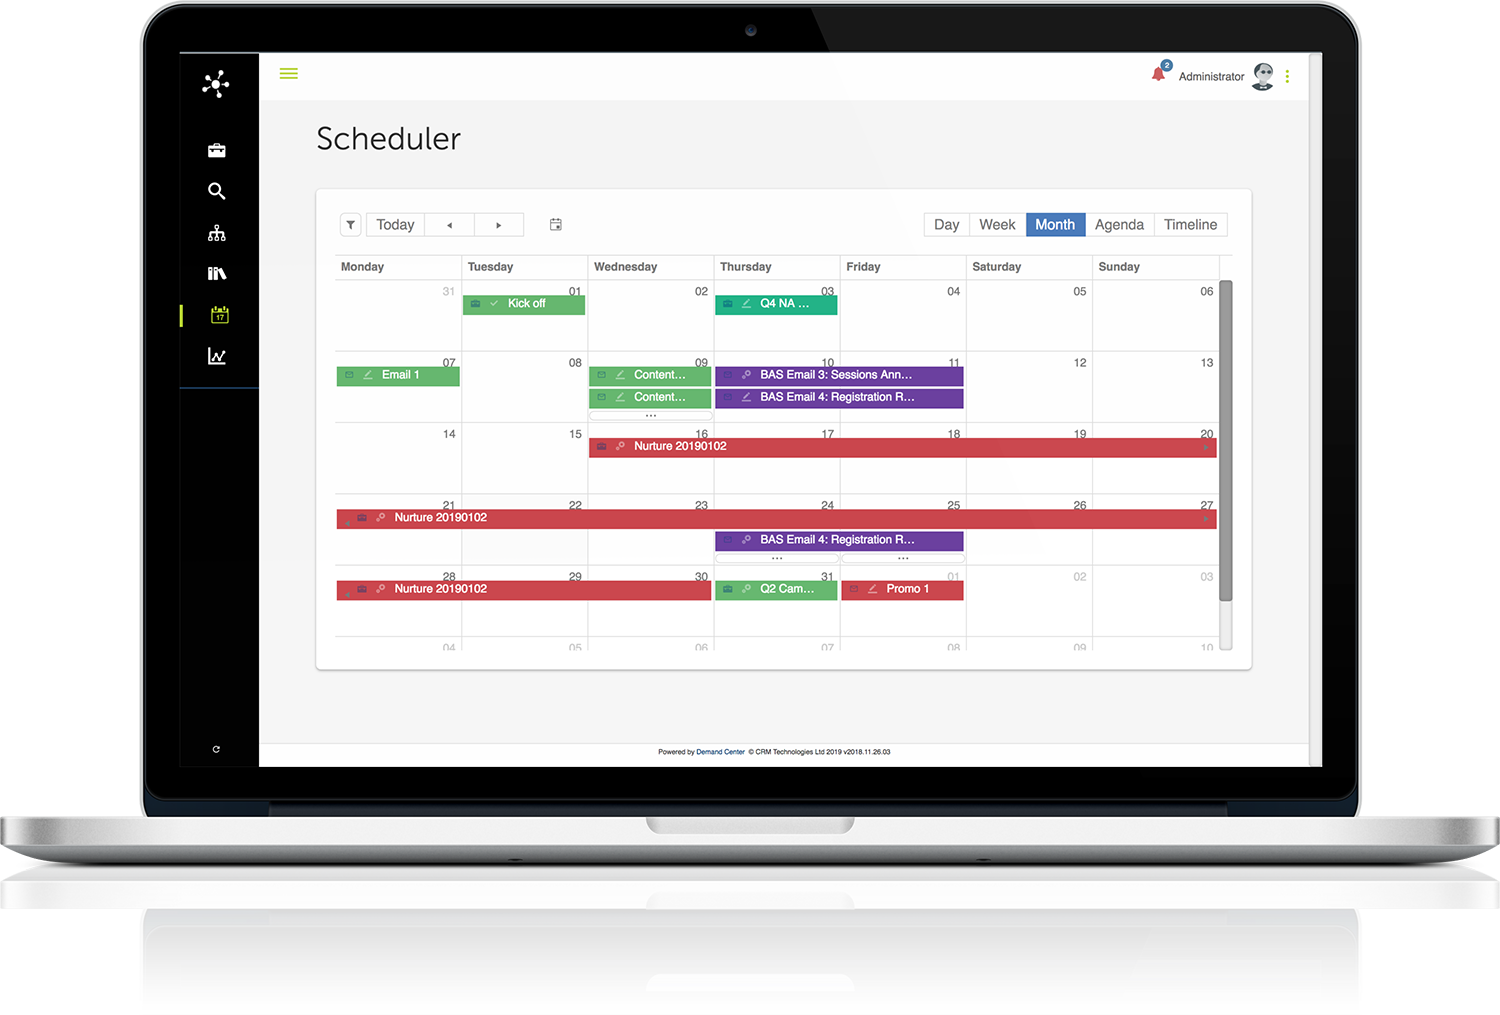 2
Administrator
Scheduler
Today
Day Week Month Agenda Timeline
Monday Tuesday Wednesday Thursday Friday Saturday Sunday
31 01 02 03 04 05 06
Kick off Q4 NA ...
07 08 09 10 11 12 13
Email 1 Content... BAS Email 3: Sessions Ann...
Content... BAS Email 4: Registration R...
...
14 15 16 17 18 19 20
Nurture 20190102
17
21 22 23 24 25 26 27
Nurture 20190102
BAS Email 4: Registration R...
... ...
28 29 30 31 01 02 03
Nurture 20190102 Q2 Cam... Promo 1
04 05 06 07 08 09 10
Powered by Demand Center © CRM Technologies Ltd 2019 v2018.11.26.03